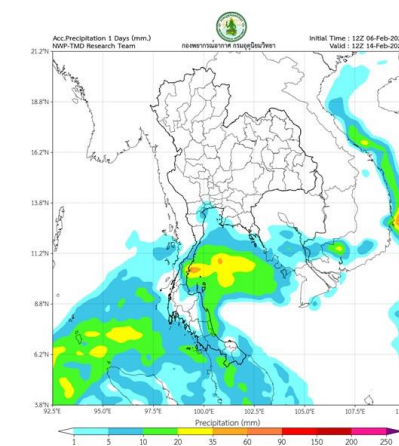 Acc.Precipitation 1 Days (mm.)
NWP-TMD Research Team
กองพยากรณ์อากาศ กรมอุตุนิยมวิทยา
Initial Time : 12Z 06-Feb-202
Valid : 12Z 14-Feb-202
21.2°N
18.8°N
16.2°N
13.8°N
11.2°N
8.8°N
6.2°N
3.8°N
92.5°E 95.0°E 97.5°E 100.0°E 102.5°E 105.0°E 107.5°E
Precipitation (mm)
1 5 10 20 35 60 90 150 200 250